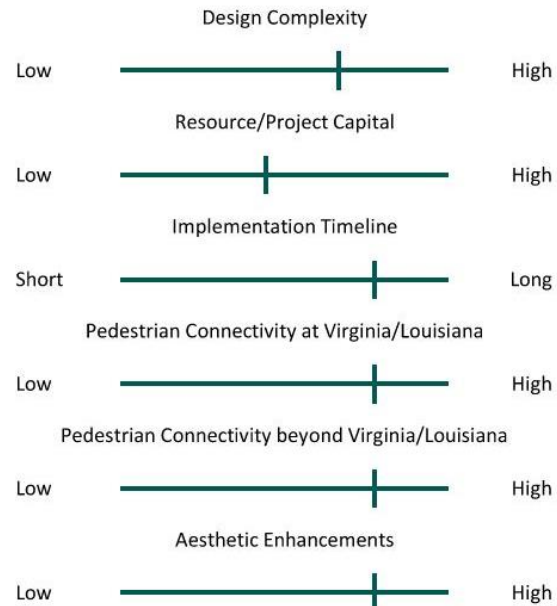 Design Complexity
Low High
Resource/Project Capital
Low High
Implementation Timeline
Short Long
Pedestrian Connectivity at Virginia/Louisiana
Low High
Pedestrian Connectivity beyond Virginia/Louisiana
Low High
Aesthetic Enhancements
Low High